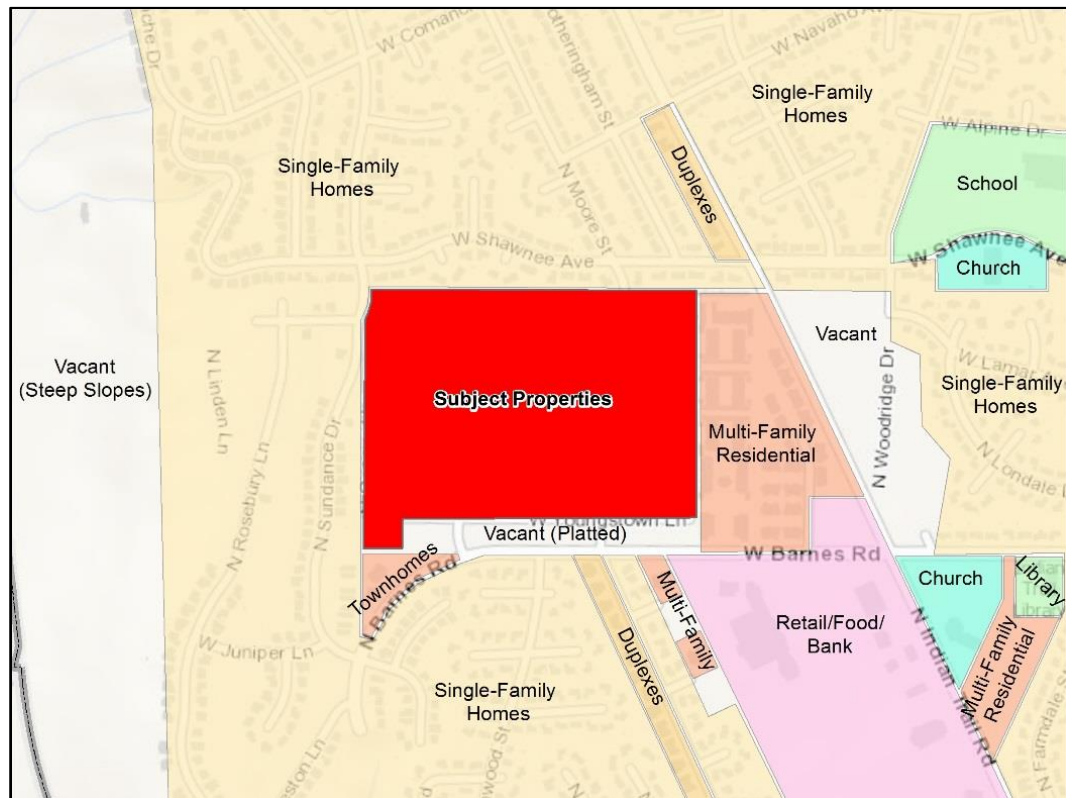 W Navaho Ave
Single-Family
Homes
W Alpine Dr
Single-Family
Homes
Duplexes
N Moore St
School
W Shawnee Ave
W Shawnee Ave
Church
Vacant
Vacant
(Steep Slopes)
N Linden Ln
Subject Properties
N Woodridge Dr
Single-Family
Homes
Multi-Family
Residential
N Rosebury Ln
N Sundance Dr
Vacant (Platted)
W Barnes Rd
Townhomes
N Barnes Rd
Multi-Family
Church
Library
Retail/Food/
Bank
W Juniper Ln
Duplexes
Single-Family
Homes
Multi-Family
Residential